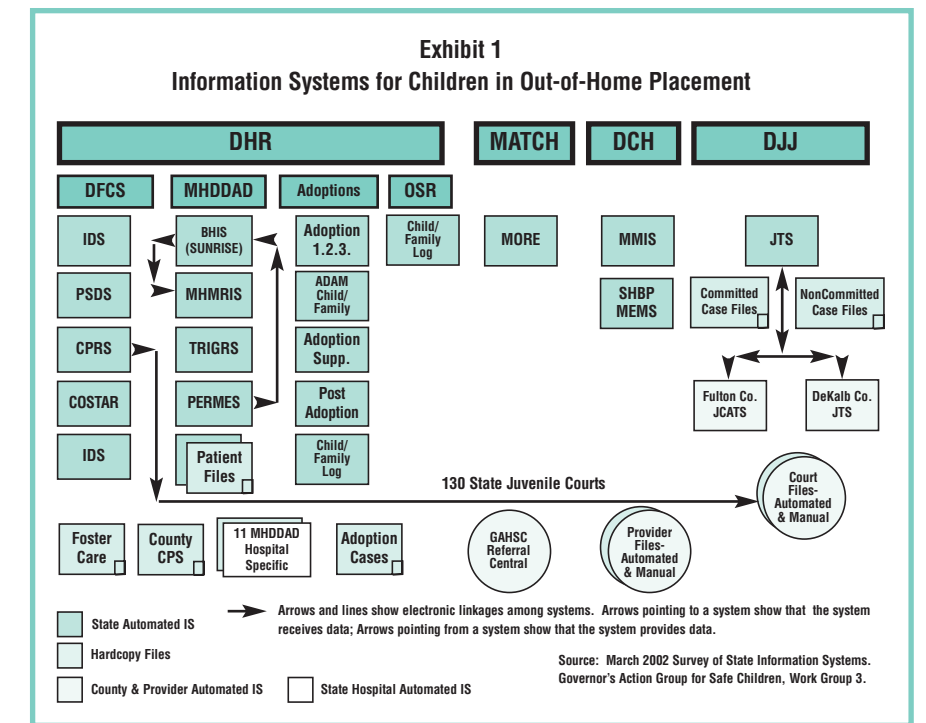 Exhibit 1
Information Systems for Children in Out-of-Home Placement
DHR
MATCH
DCH
DJJ
DFCS
MHDDAD
Adoptions
OSR
IDS
BHIS
(SUNRISE)
Adoption
1.2.3.
Child/
Family
Log
MORE
MMIS
JTS
PSDS
MHMRIS
ADAM
Child/
Family
SHBP
MEMS
Committed
Case Files
NonCommitted
Case Files
CPRS
TRIGRS
Adoption
Supp.
COSTAR
PERMES
Post
Adoption
Fulton Co.
JCATS
DeKalb Co.
JTS
IDS
Patient
Files
Child/
Family
Log
130 State Juvenile Courts
Court
Files-
Automated
& Manual
Foster
Care
County
CPS
11 MHDDAD
Hospital
Specific
Adoption
Cases
GAHSC
Referral
Central
Provider
Files-
Automated
& Manual
Arrows and lines show electronic linkages among systems. Arrows pointing to a system show that the system
receives data; Arrows pointing from a system show that the system provides data.
State Automated IS
Hardcopy Files
County & Provider Automated IS
State Hospital Automated IS
Source: March 2002 Survey of State Information Systems.
Governor's Action Group for Safe Children, Work Group 3.